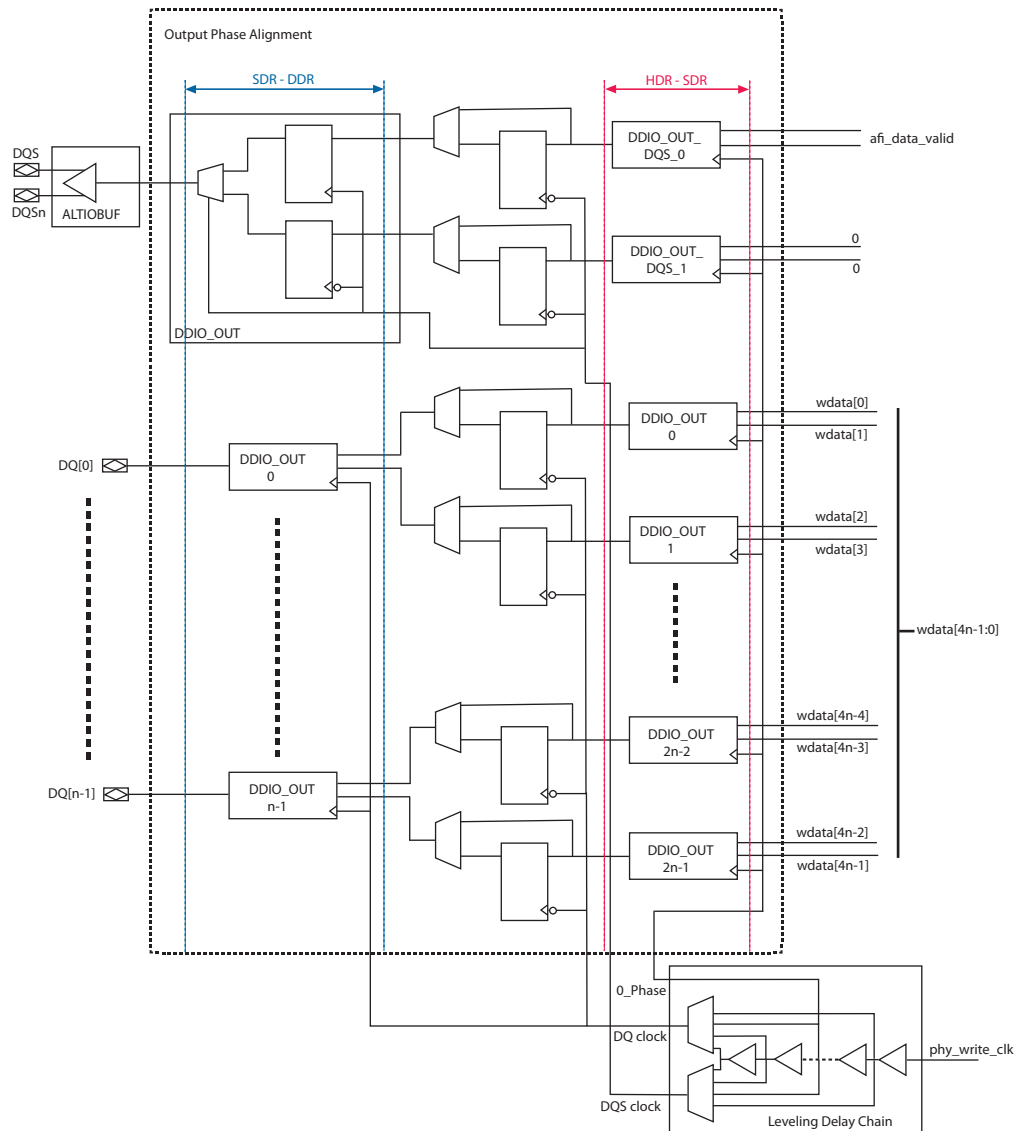 Output Phase Alignment
SDR - DDR
HDR - SDR
DDIO_OUT_
DQS_0
afi_data_valid
DQS
DQSn
ALTIOBUF
DDIO_OUT_
DQS_1
0
0
DDIO_OUT
wdata[0]
DDIO_OUT
0
wdata[1]
DQ[0]
DDIO_OUT
0
wdata[2]
DDIO_OUT
1
wdata[3]
wdata[4n-1:0]
wdata[4n-4]
DDIO_OUT
2n-2
wdata[4n-3]
DQ[n-1]
DDIO_OUT
n-1
wdata[4n-2]
DDIO_OUT
2n-1
wdata[4n-1]
0_Phase
DQ clock
phy_write_clk
DQS clock
Leveling Delay Chain